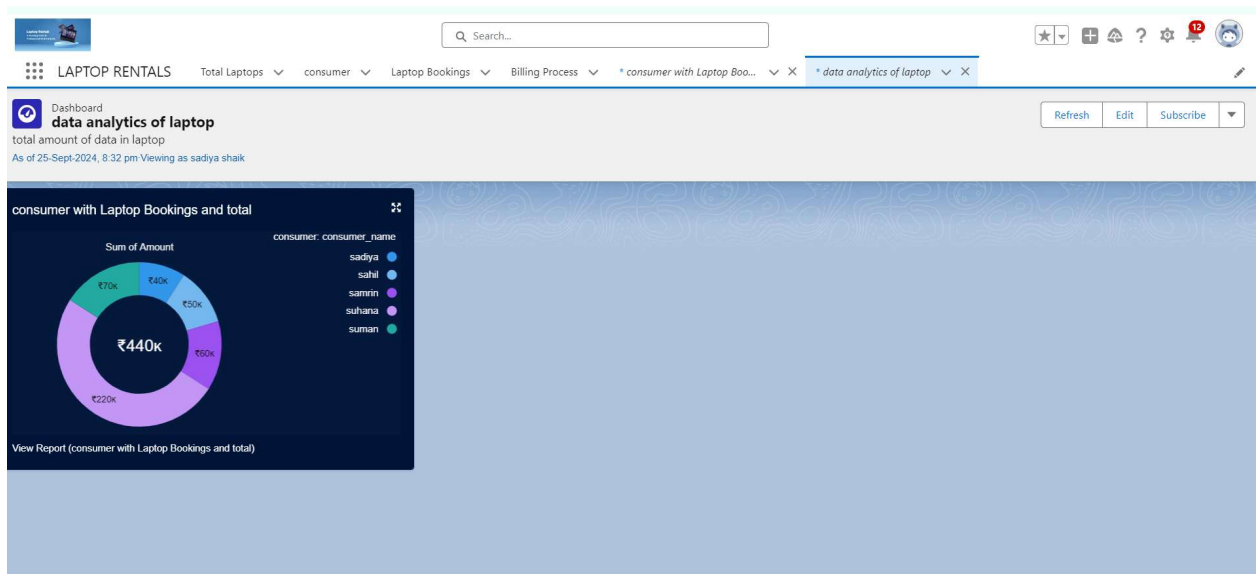 Search...
12
LAPTOP RENTALS
Total Laptops
consumer
Laptop Bookings
Billing Process
* consumer with Laptop Boo...
* data analytics of laptop
Dashboard
data analytics of laptop
total amount of data in laptop
As of 25-Sept-2024, 8:32 pm·Viewing as sadiya shaik
Refresh
Edit
Subscribe
consumer with Laptop Bookings and total
Sum of Amount
consumer: consumer_name
sadiya
sahil
samrin
suhana
suman
₹40K
₹50K
₹60K
₹220K
₹70K
₹440K
View Report (consumer with Laptop Bookings and total)